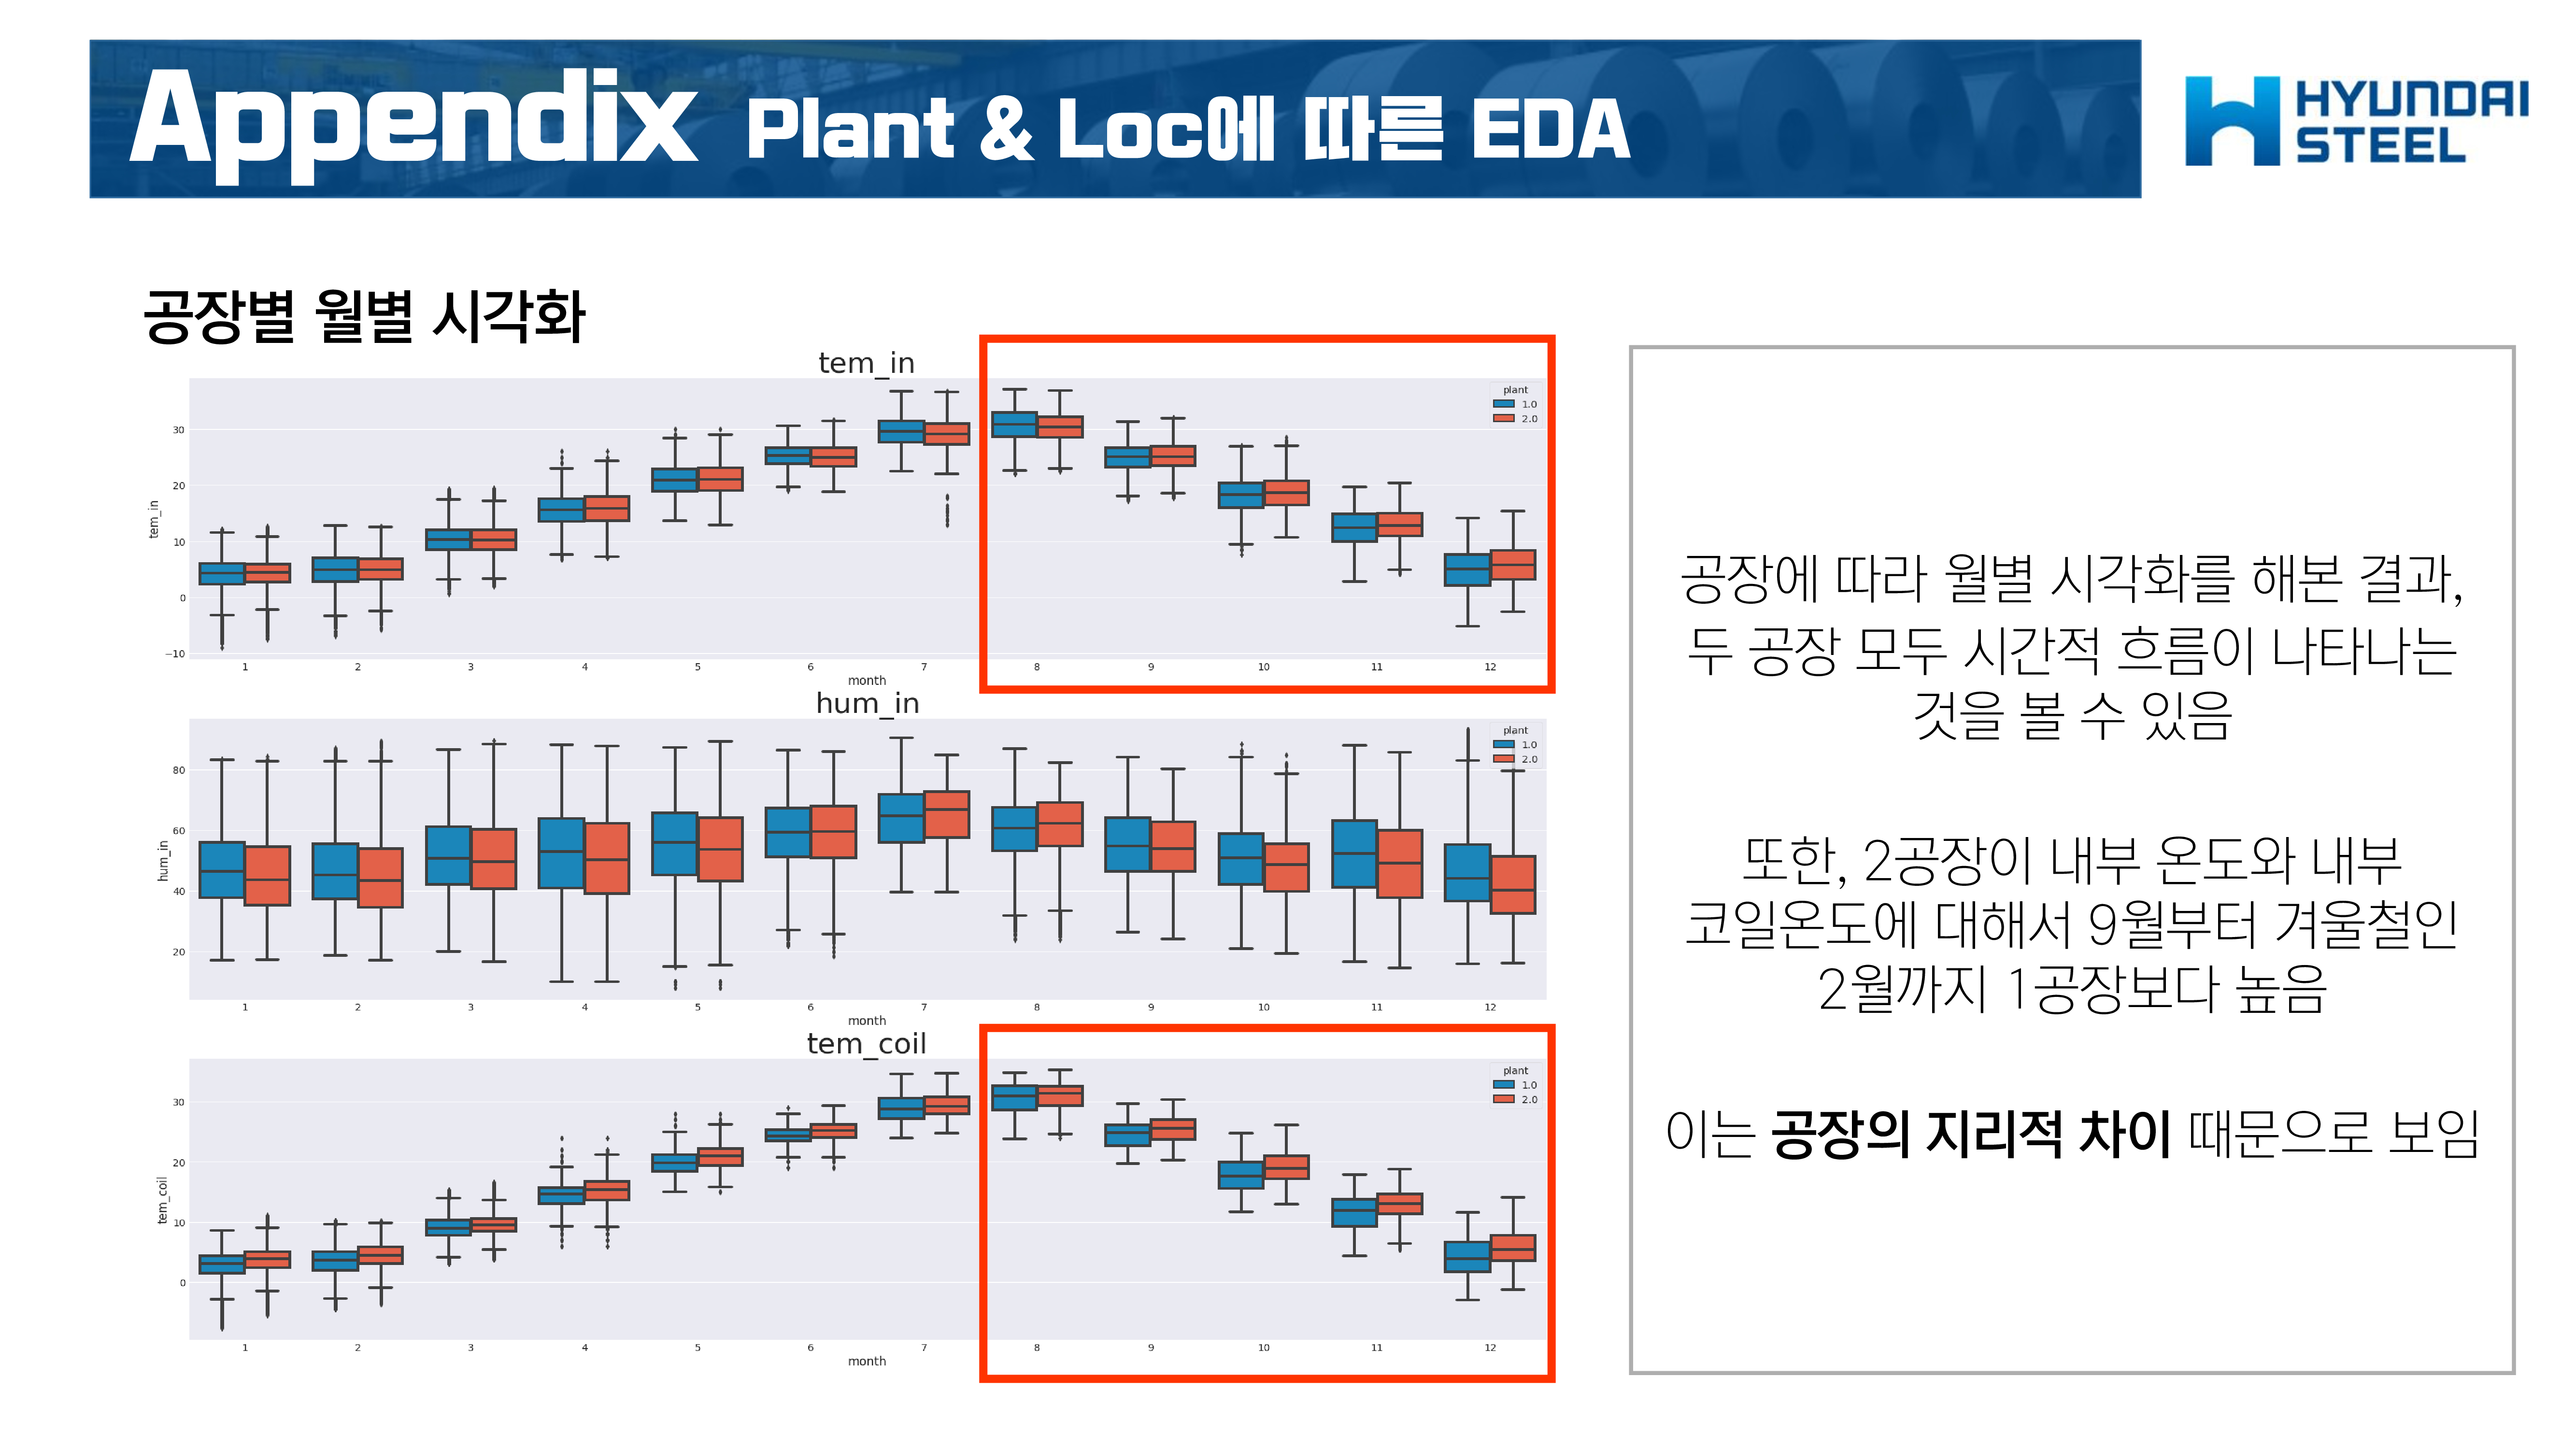 Appendix Plant & Loc에 따른 EDA
HYUNDAI
STEEL
공장별 월별 시각화
tem_in
plant
1.0
2.0
30
20
10
0
−10
tem_in
1 2 3 4 5 6 7 8 9 10 11 12
month
hum_in
plant
1.0
2.0
80
60
40
20
hum_in
1 2 3 4 5 6 7 8 9 10 11 12
month
tem_coil
plant
1.0
2.0
30
20
10
0
tem_coil
1 2 3 4 5 6 7 8 9 10 11 12
month
공장에 따라 월별 시각화를 해본 결과,
두 공장 모두 시간적 흐름이 나타나는
것을 볼 수 있음
또한, 2공장이 내부 온도와 내부
코일온도에 대해서 9월부터 겨울철인
2월까지 1공장보다 높음
이는 공장의 지리적 차이 때문으로 보임